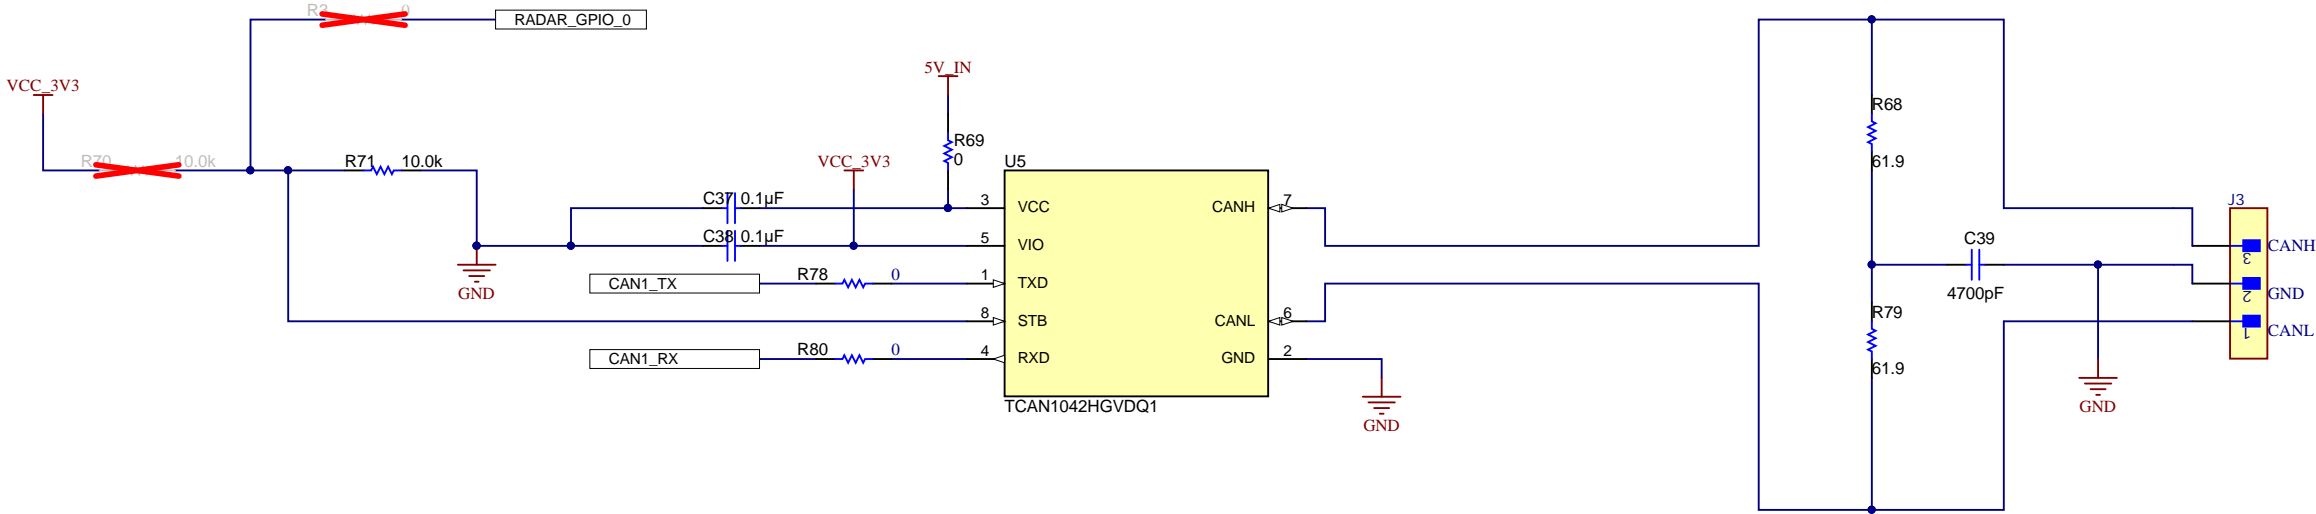 R3 0
RADAR_GPIO_0
VCC_3V3
R70 10.0k
R71 10.0k
5V_IN
R69
0
VCC_3V3
U5
C37 0.1µF
C38 0.1µF
GND
CAN1_TX
R78 0
CAN1_RX
R80 0
3 VCC
5 VIO
1 TXD
8 STB
4 RXD
CANH 7
CANL 6
GND 2
TCAN1042HGVDQ1
GND
R68
61.9
C39
4700pF
R79
61.9
GND
J3
3 CANH
2 GND
1 CANL